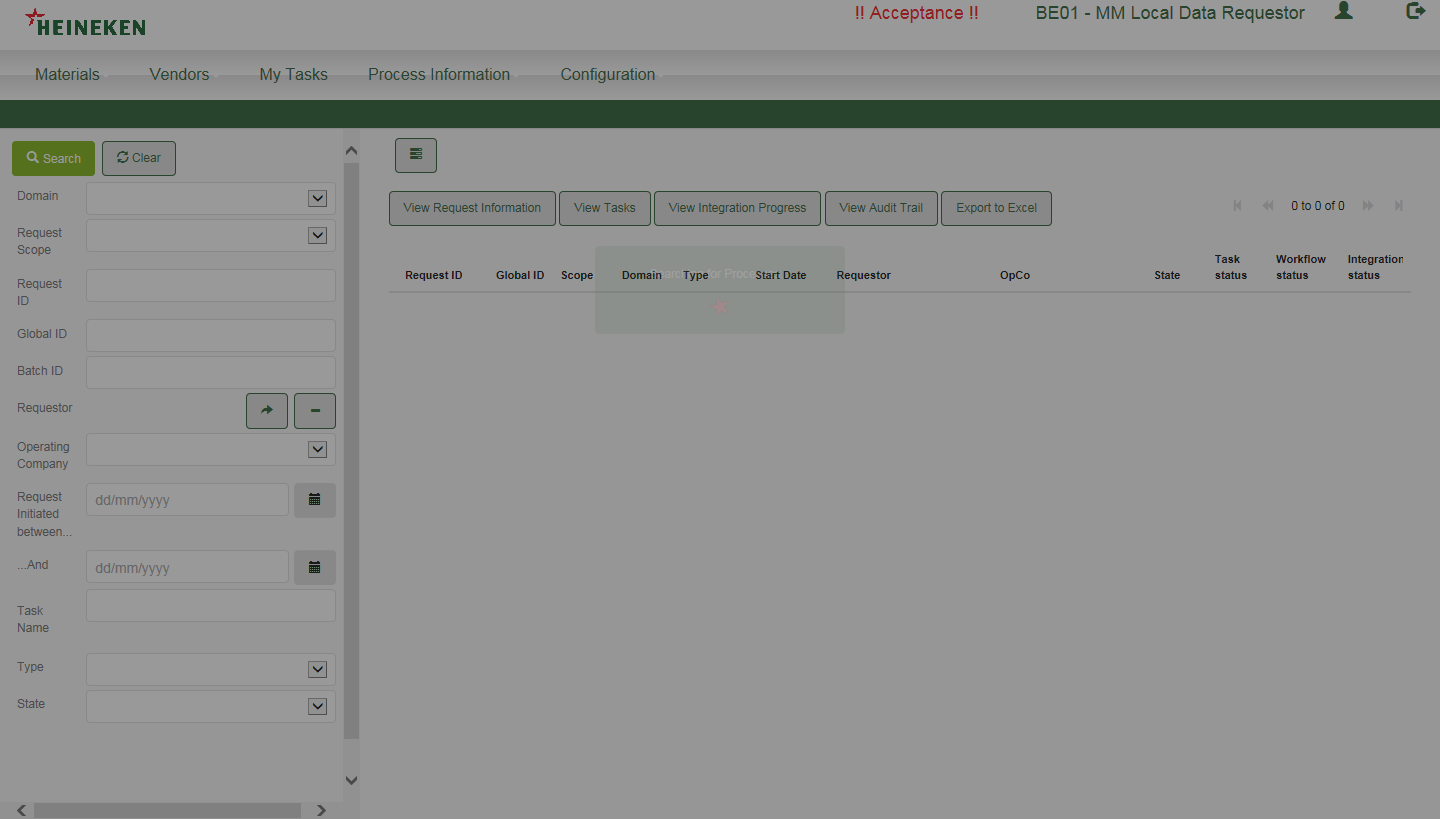 HEINEKEN
!! Acceptance !!
BE01 - MM Local Data Requestor
Materials
Vendors
My Tasks
Process Information
Configuration
Search
Clear
Domain
Request
Scope
Request
ID
Global ID
Batch ID
Requestor
Operating
Company
Request
Initiated
between...
dd/mm/yyyy
...And
dd/mm/yyyy
Task
Name
Type
State
View Request Information
View Tasks
View Integration Progress
View Audit Trail
Export to Excel
0 to 0 of 0
Request ID
Global ID
Scope
Domain
Type
Start Date
Requestor
OpCo
State
Task
status
Workflow
status
Integration
status
for